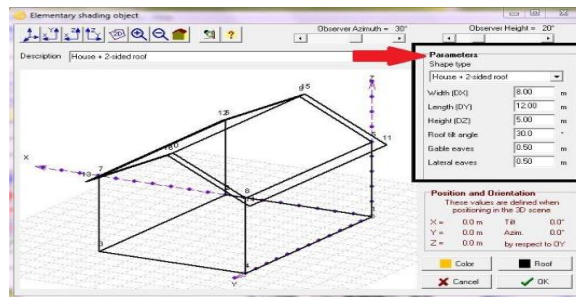 Elementary shading object
Observer Azimuth = 30°
Observer Height = 20°
Description House + 2-sided roof
Parameters
Shape type
House + 2-sided roof
Width (DX) 8.00 m
Length (DY) 12.00 m
Height (DZ) 5.00 m
Roof tilt angle 30.0 °
Gable eaves 0.50 m
Lateral eaves 0.50 m
Position and Orientation
These values are defined when
positioning in the 3D scene
X = 0.0 m Tilt 0.0°
Y = 0.0 m Azim. 0.0°
Z = 0.0 m by respect to OY
Color Roof
Cancel OK
X
Y
Z
7
8
11
4